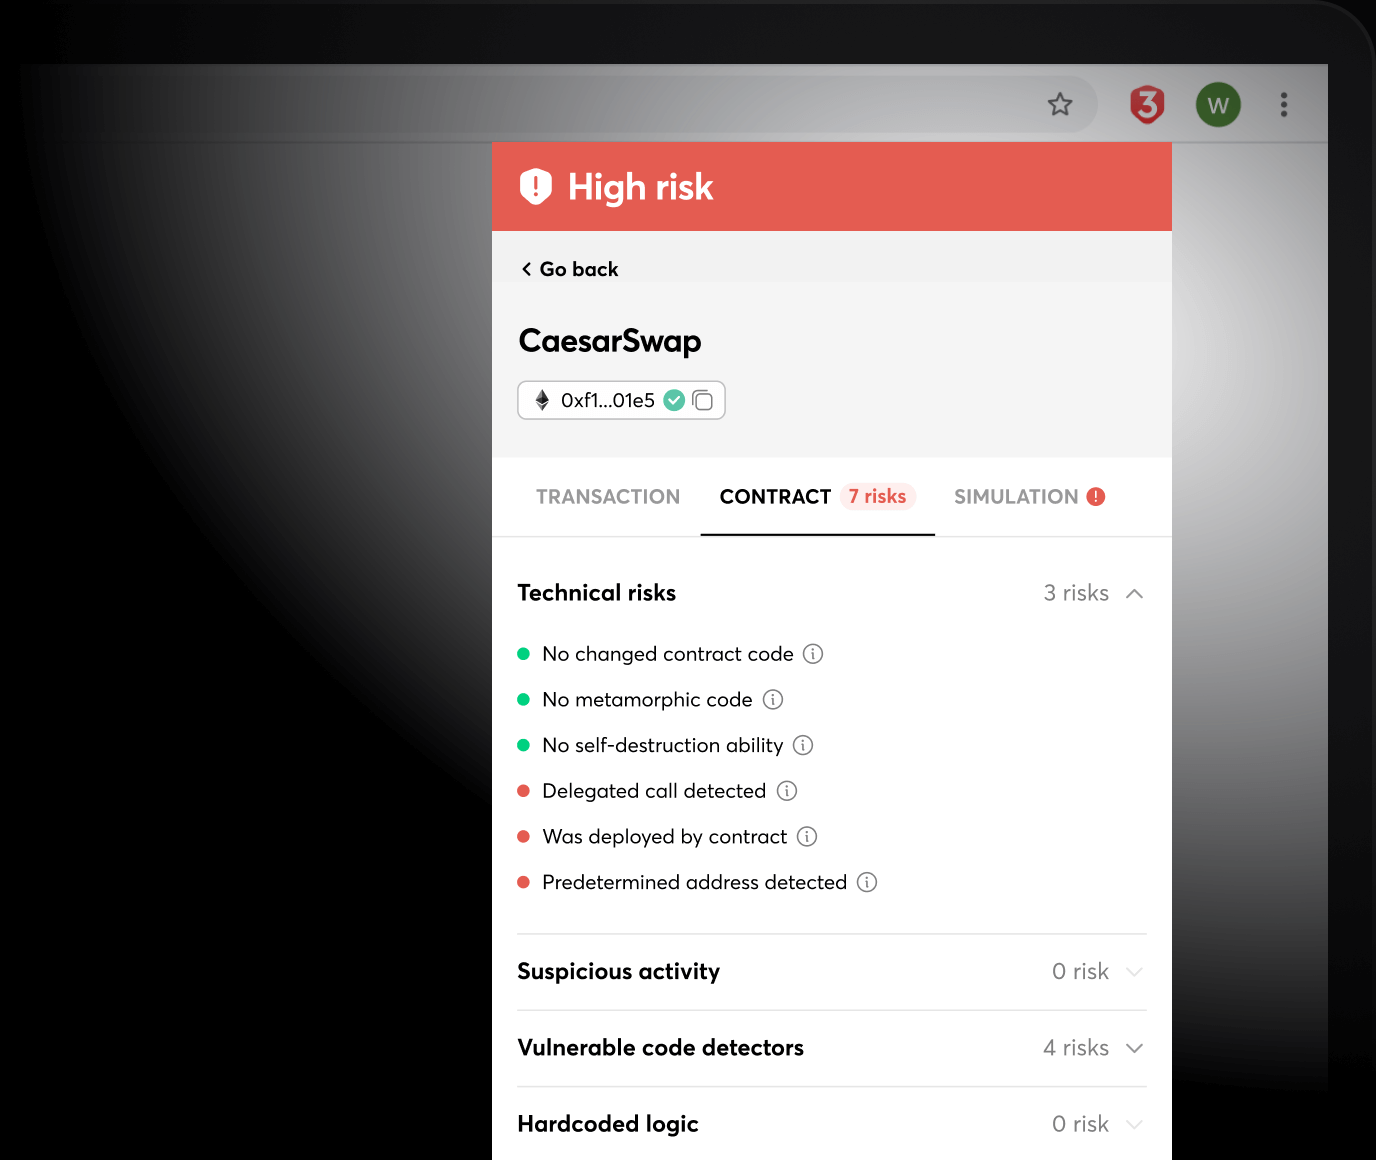 3
W
High risk
Go back
CaesarSwap
0xf1...01e5
TRANSACTION CONTRACT 7 risks SIMULATION
Technical risks 3 risks
No changed contract code
No metamorphic code
No self-destruction ability
Delegated call detected
Was deployed by contract
Predetermined address detected
Suspicious activity 0 risk
Vulnerable code detectors 4 risks
Hardcoded logic 0 risk